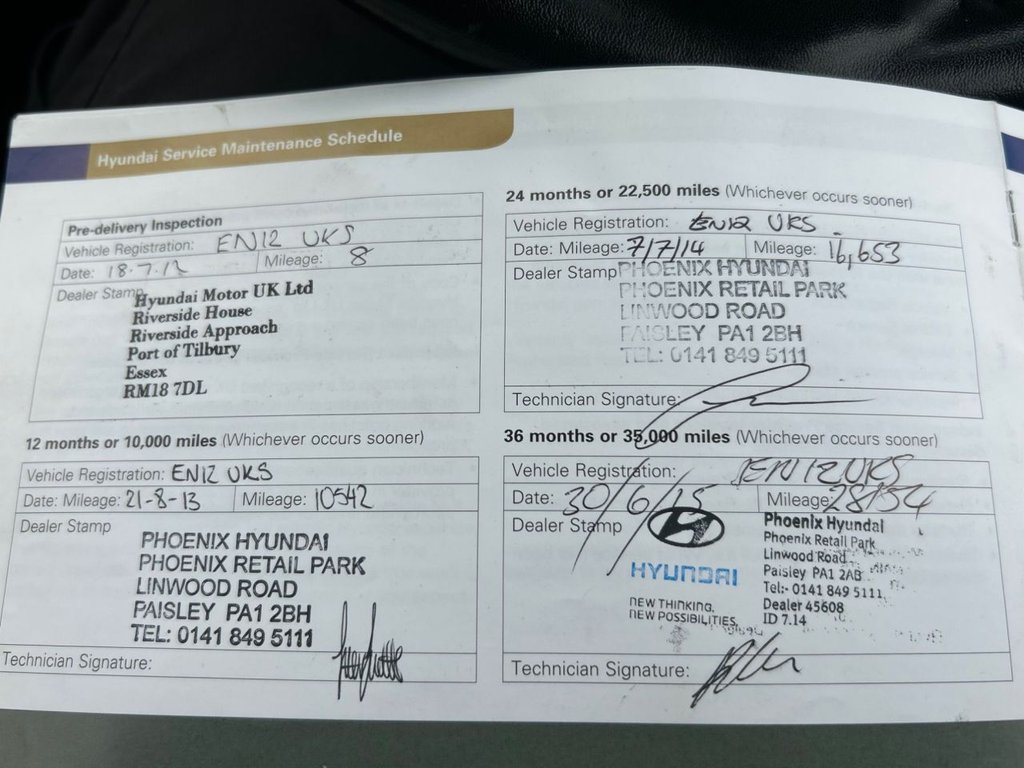 Hyundai Service Maintenance Schedule
Pre-delivery Inspection
Vehicle Registration: EN12 UKS
Date: 18.7.12 Mileage: 8
Dealer Stamp
Hyundai Motor UK Ltd
Riverside House
Riverside Approach
Port of Tilbury
Essex
RM18 7DL
24 months or 22,500 miles (Whichever occurs sooner)
Vehicle Registration: EN12 UKS.
Date: Mileage: 7/7/14 Mileage: 16,653
Dealer Stamp
PHOENIX HYUNDAI
PHOENIX RETAIL PARK
LINWOOD ROAD
PAISLEY PA1 2BH
TEL: 0141 849 5111
Technician Signature:
12 months or 10,000 miles (Whichever occurs sooner)
Vehicle Registration: EN12 UKS
Date: Mileage: 21-8-13 Mileage: 10542
Dealer Stamp
PHOENIX HYUNDAI
PHOENIX RETAIL PARK
LINWOOD ROAD
PAISLEY PA1 2BH
TEL: 0141 849 5111
Technician Signature:
36 months or 35,000 miles (Whichever occurs sooner)
Vehicle Registration: EN12 UKS
Date: 30/6/15 Mileage: 28154
Dealer Stamp
HYUNDAI
NEW THINKING.
NEW POSSIBILITIES.
Phoenix Hyundai
Phoenix Retail Park
Linwood Road
Paisley PA1 2AB
Tel:- 0141 849 5111
Dealer 45608
ID 7.14
Technician Signature: